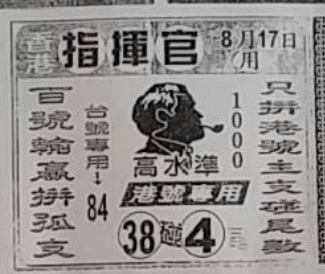 香港指揮官 8月17日用
只拼港號主支碰尾數
1000
高水準
港號專用
38碰4尾
台號專用↓84
百號輸贏拼孤支